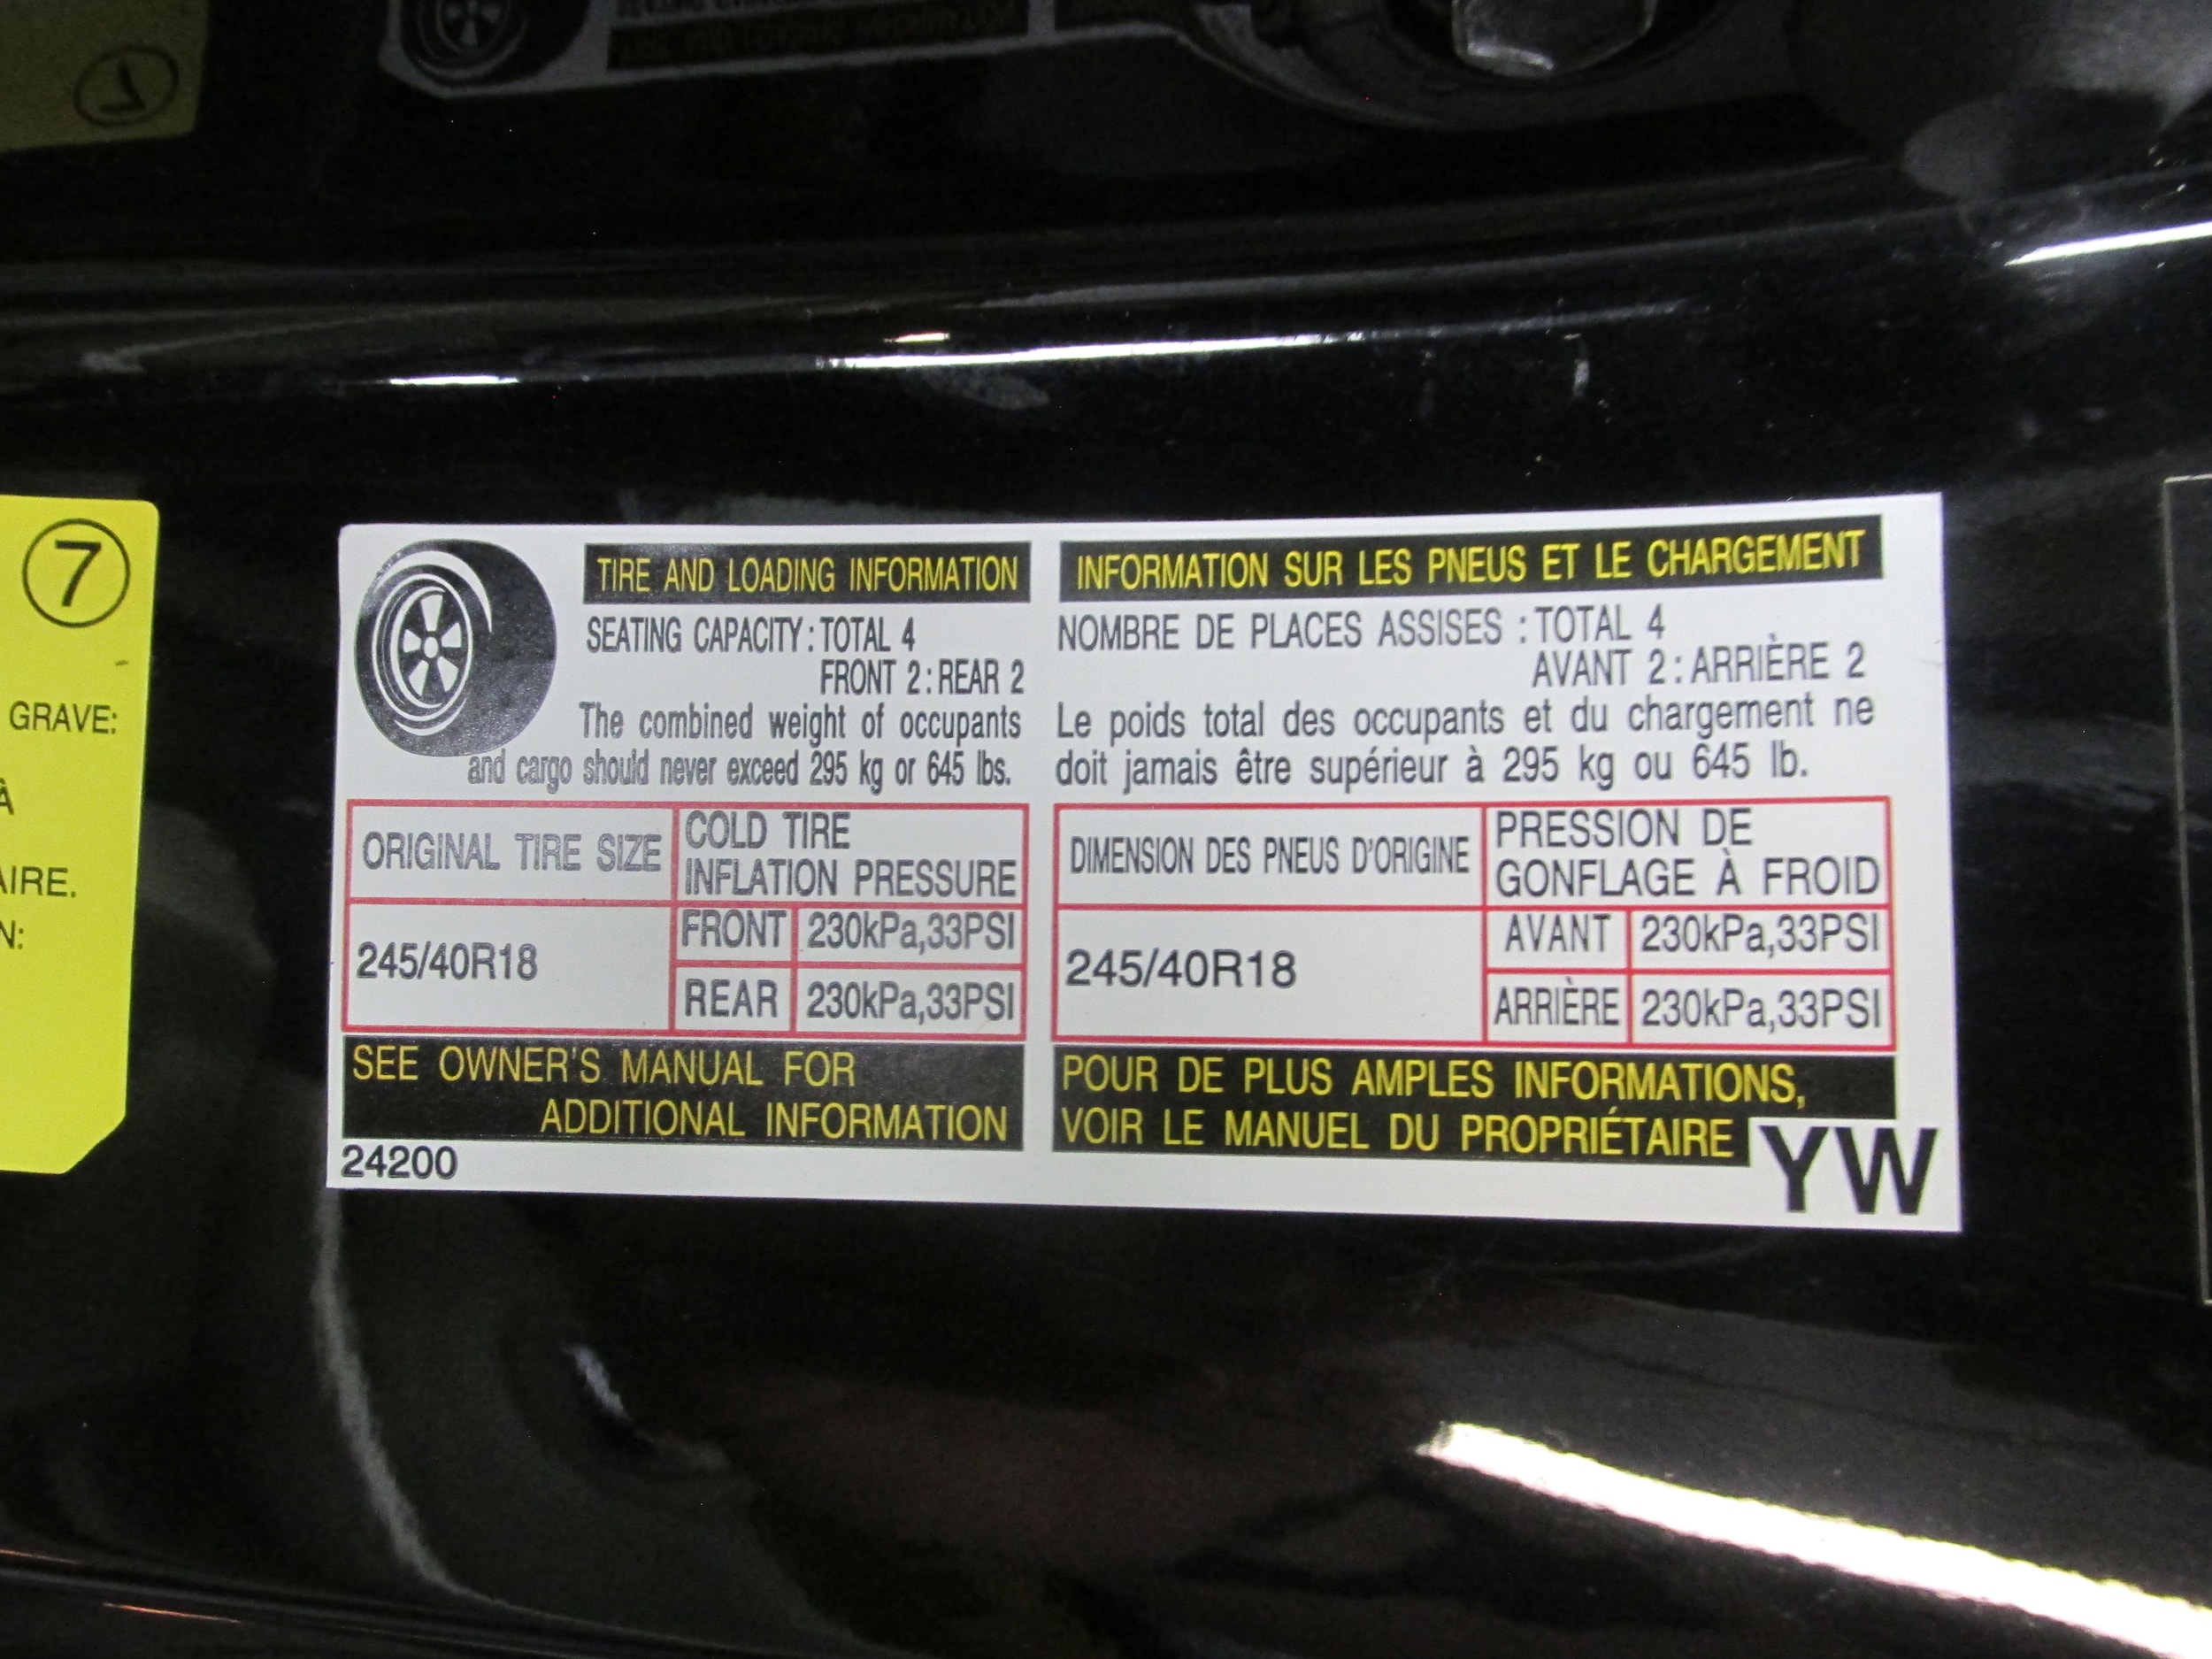 7
GRAVE:
À
AIRE.
N:
TIRE AND LOADING INFORMATION
SEATING CAPACITY: TOTAL 4
FRONT 2: REAR 2
The combined weight of occupants
and cargo should never exceed 295 kg or 645 lbs.
ORIGINAL TIRE SIZE
COLD TIRE
INFLATION PRESSURE
245/40R18
FRONT 230kPa,33PSI
REAR 230kPa,33PSI
SEE OWNER'S MANUAL FOR
ADDITIONAL INFORMATION
24200
INFORMATION SUR LES PNEUS ET LE CHARGEMENT
NOMBRE DE PLACES ASSISES : TOTAL 4
AVANT 2: ARRIÈRE 2
Le poids total des occupants et du chargement ne
doit jamais être supérieur à 295 kg ou 645 lb.
DIMENSION DES PNEUS D'ORIGINE
PRESSION DE
GONFLAGE À FROID
245/40R18
AVANT 230kPa,33PSI
ARRIÈRE 230kPa,33PSI
POUR DE PLUS AMPLES INFORMATIONS,
VOIR LE MANUEL DU PROPRIÉTAIRE
YW